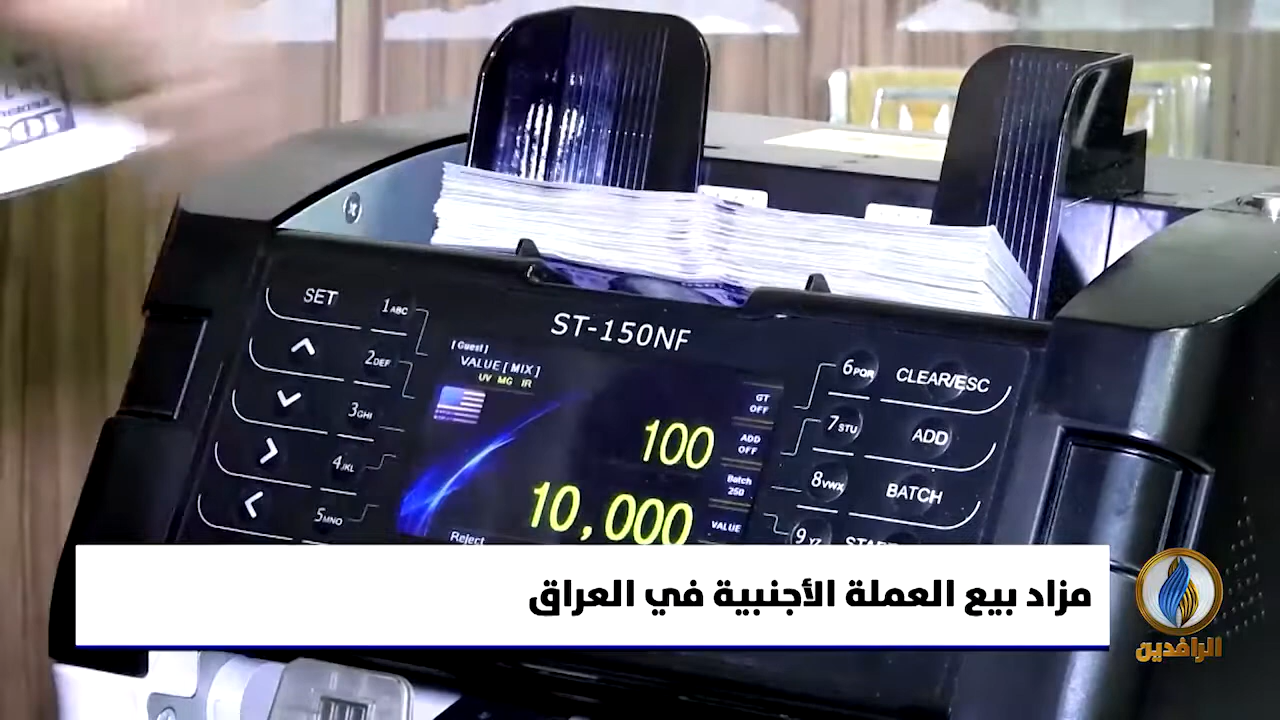 ST-150NF
SET
1ABC
2DEF
3GHI
4JKL
5MNO
[ Guest ]
VALUE [ MIX ]
UV MG IR
100
10,000
Reject
GT
OFF
ADD
OFF
Batch
250
VALUE
6PQR
CLEAR/ESC
7STU
ADD
8VWX
BATCH
9YZ
مزاد بيع العملة الأجنبية في العراق
الرافدين